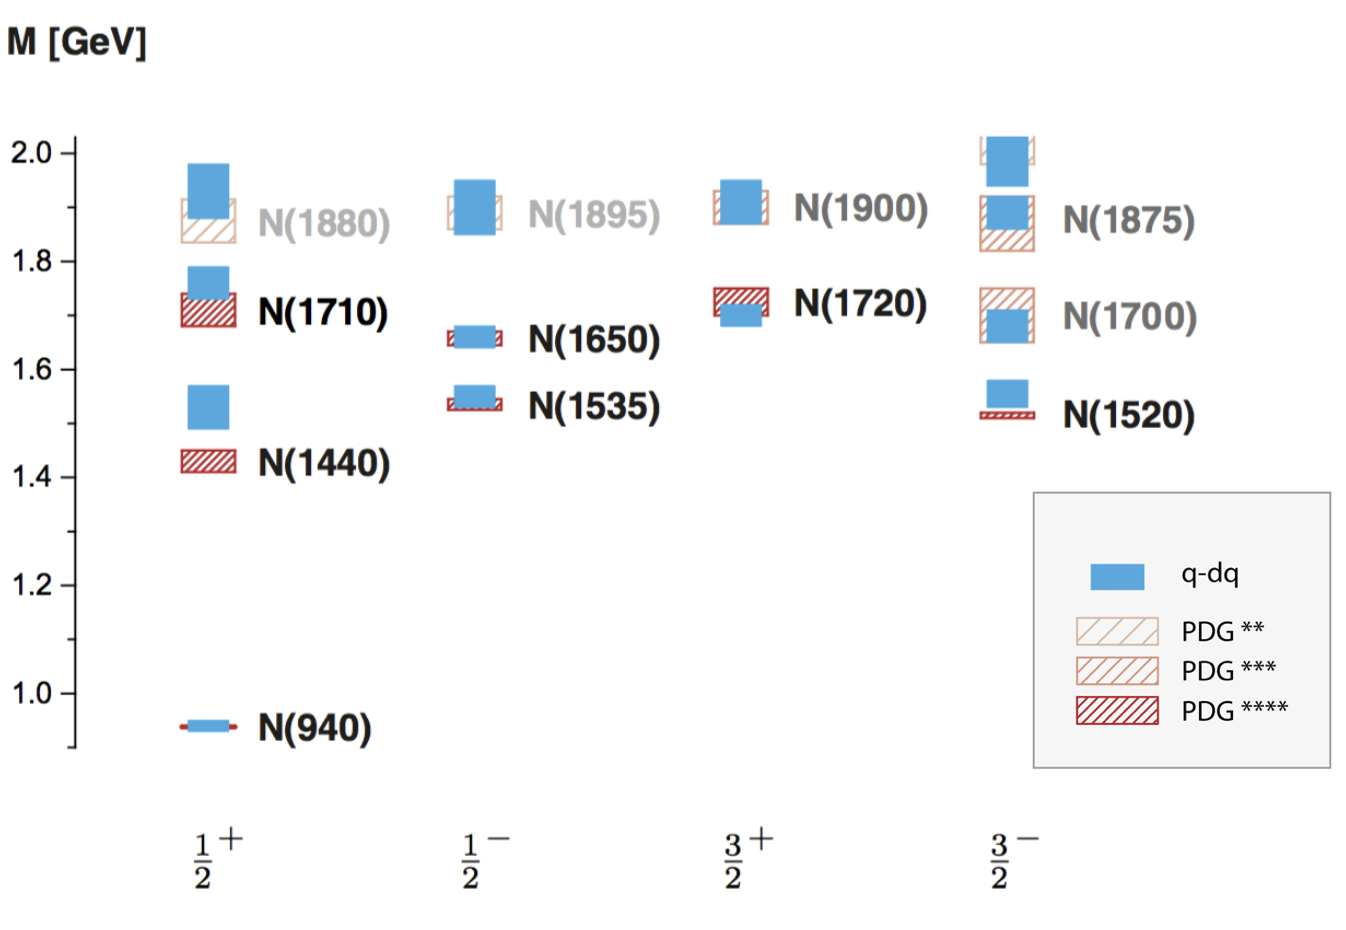 M [GeV]
2.0
1.8
1.6
1.4
1.2
1.0
N(1880)
N(1710)
N(1440)
N(940)
N(1895)
N(1650)
N(1535)
N(1900)
N(1720)
N(1875)
N(1700)
N(1520)
q-dq
PDG **
PDG ***
PDG ****
1/2 +
1/2 −
3/2 +
3/2 −